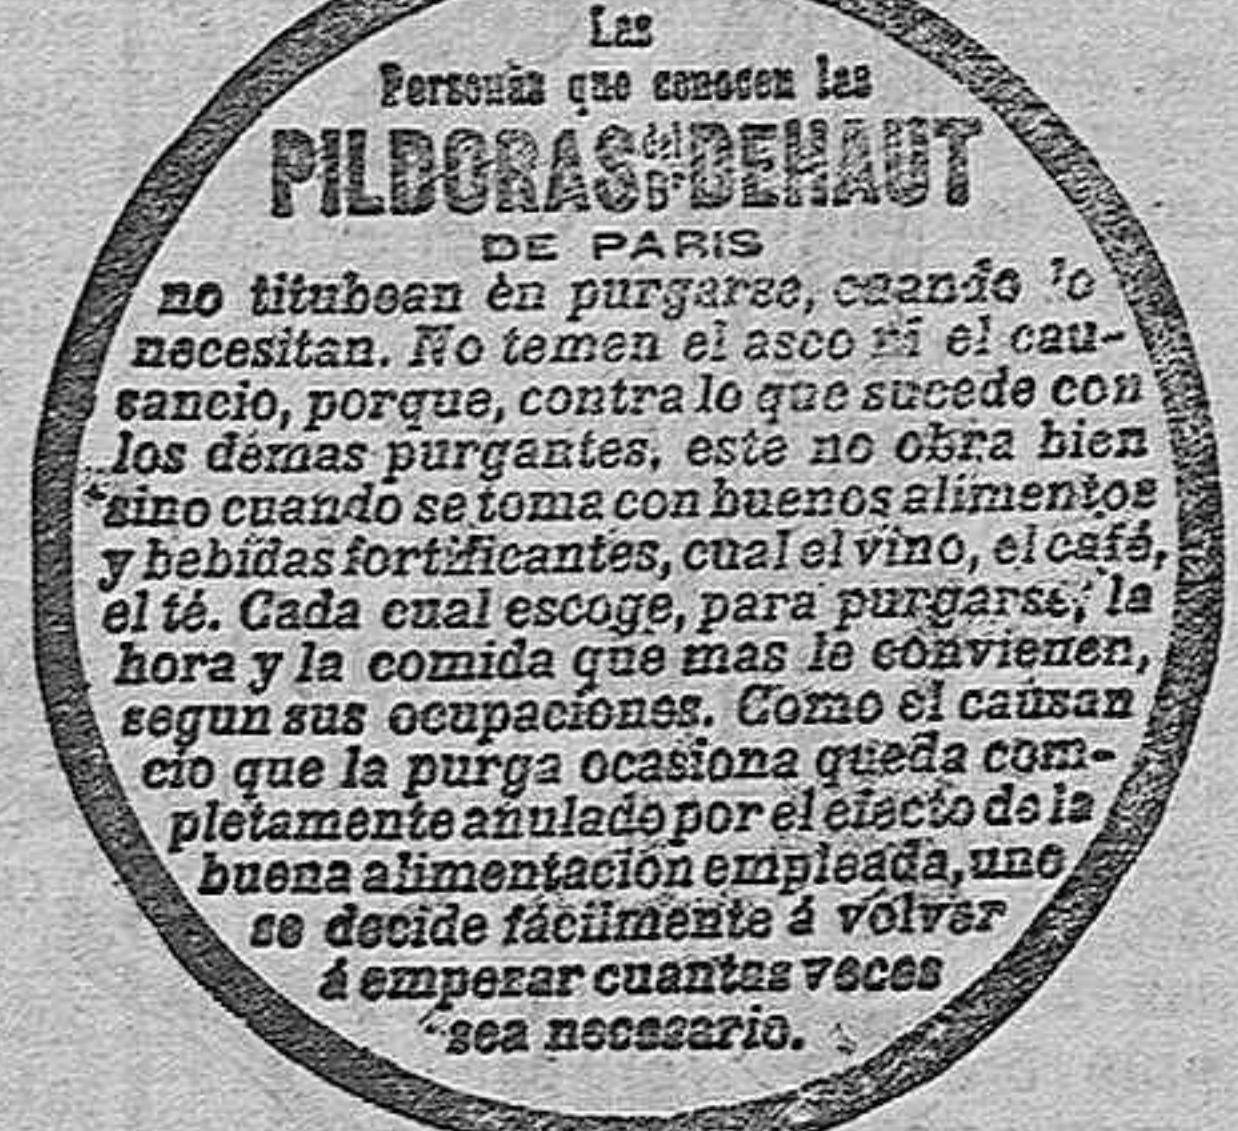 Las
Personas que conocen las
PILDORAS del Dr DEHAUT
DE PARIS
no titubean en purgarse, cuando lo
necesitan. No temen el asco ni el cau-
sancio, porque, contra lo que sucede con
los demas purgantes, este no obra bien
sino cuando se toma con buenos alimentos
y bebidas fortificantes, cual el vino, el café,
el té. Cada cual escoge, para purgarse, la
hora y la comida que mas le convienen,
segun sus ocupaciones. Como el causan
cio que la purga ocasiona queda com-
pletamente anulado por el efecto de la
buena alimentación empleada, uno
se decide fácilmente á volver
á empezar cuantas veces
sea necesario.